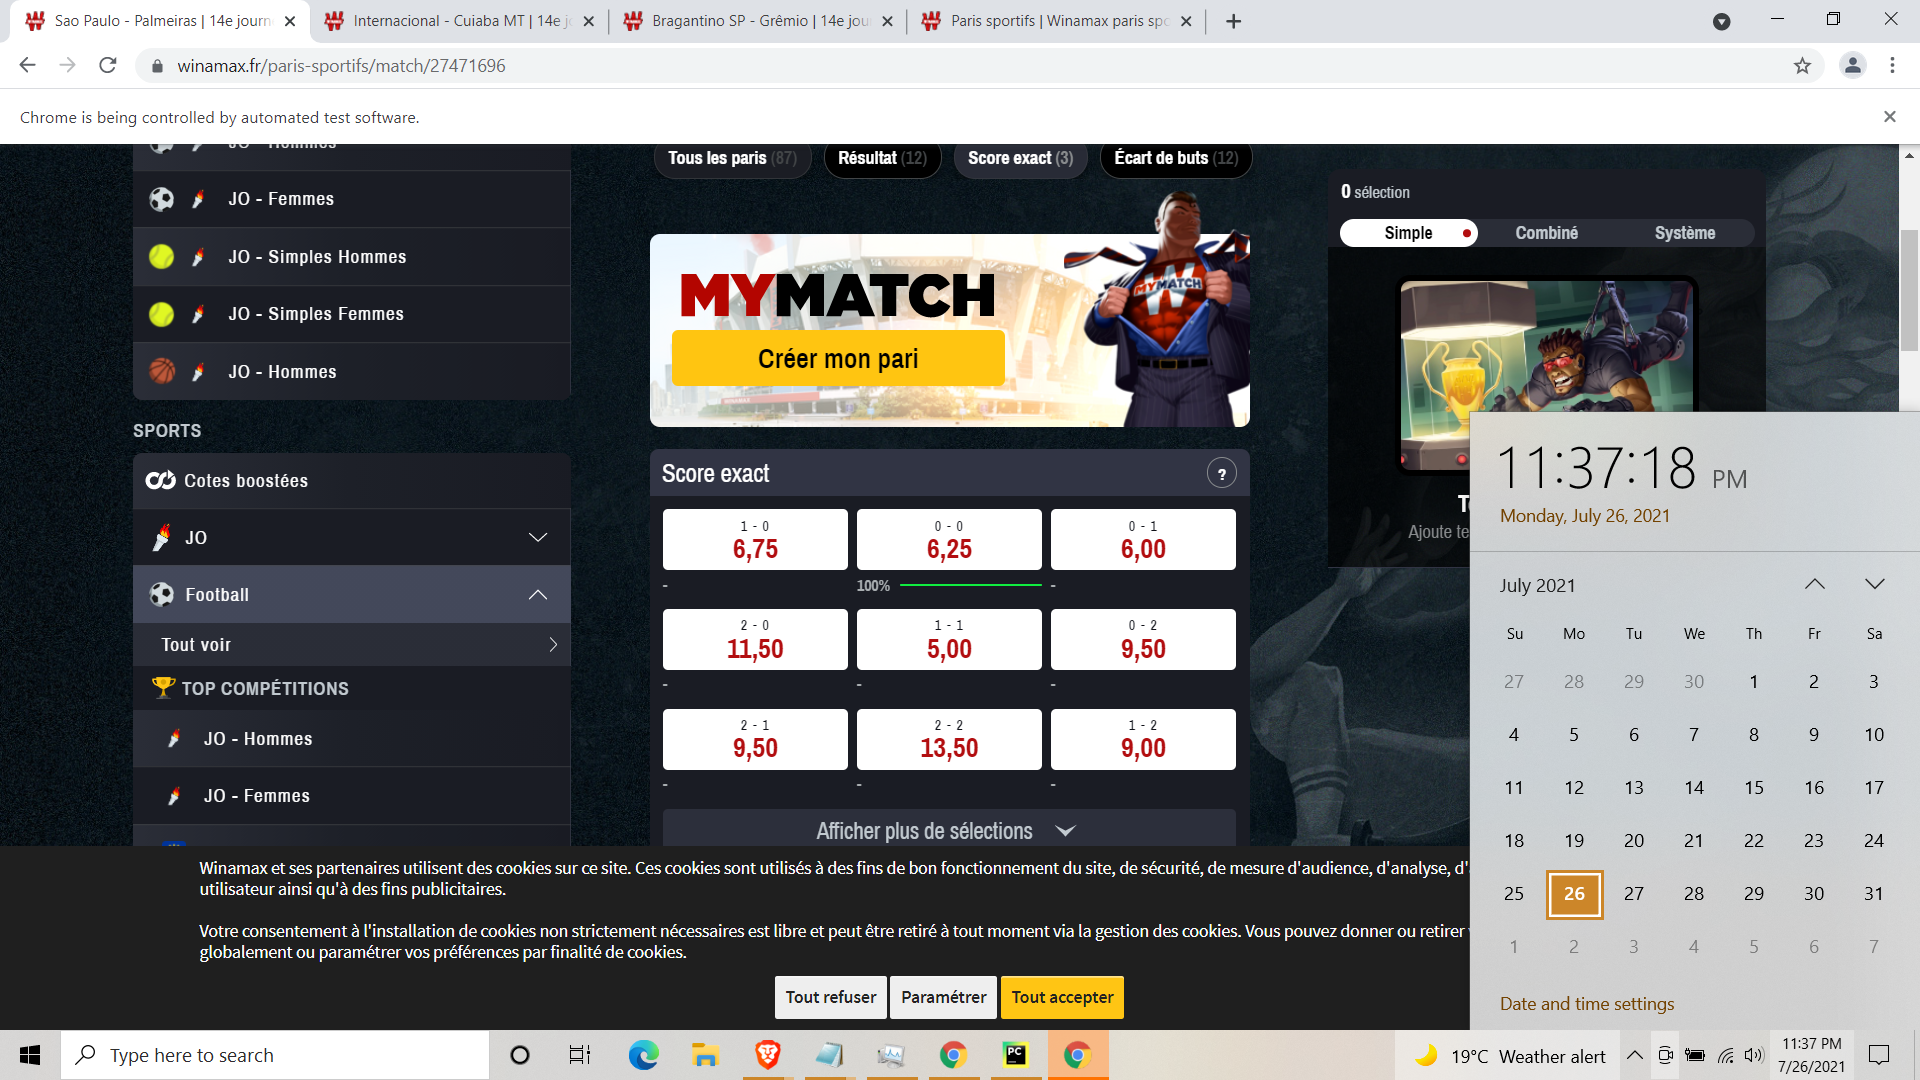 Sao Paulo - Palmeiras | 14e journ
Internacional - Cuiaba MT | 14e j
Bragantino SP - Grêmio | 14e jou
Paris sportifs | Winamax paris spo
winamax.fr/paris-sportifs/match/27471696
Chrome is being controlled by automated test software.
JO - Hommes
JO - Femmes
JO - Simples Hommes
JO - Simples Femmes
JO - Hommes
SPORTS
Cotes boostées
JO
Football
Tout voir
TOP COMPÉTITIONS
JO - Hommes
JO - Femmes
Tous les paris (87)
Résultat (12)
Score exact (3)
Écart de buts (12)
MYMATCH
Créer mon pari
MYMATCH
WINAMAX
Score exact
?
1 - 0
6,75
0 - 0
6,25
0 - 1
6,00
-
100%
-
2 - 0
11,50
1 - 1
5,00
0 - 2
9,50
-
-
-
2 - 1
9,50
2 - 2
13,50
1 - 2
9,00
-
-
-
Afficher plus de sélections
0 sélection
Simple
Combiné
Système
Ajoute te
Winamax et ses partenaires utilisent des cookies sur ce site. Ces cookies sont utilisés à des fins de bon fonctionnement du site, de sécurité, de mesure d'audience, d'analyse, d'
utilisateur ainsi qu'à des fins publicitaires.
Votre consentement à l'installation de cookies non strictement nécessaires est libre et peut être retiré à tout moment via la gestion des cookies. Vous pouvez donner ou retirer
globalement ou paramétrer vos préférences par finalité de cookies.
Tout refuser
Paramétrer
Tout accepter
11:37:18 PM
Monday, July 26, 2021
July 2021
Su Mo Tu We Th Fr Sa
27 28 29 30 1 2 3
4 5 6 7 8 9 10
11 12 13 14 15 16 17
18 19 20 21 22 23 24
25 26 27 28 29 30 31
1 2 3 4 5 6 7
Date and time settings
Type here to search
PC
19°C Weather alert
11:37 PM
7/26/2021